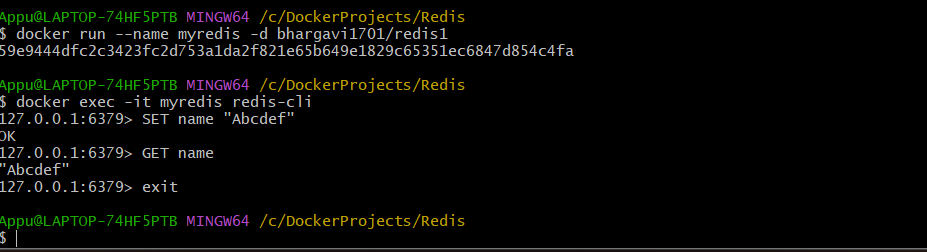 Appu@LAPTOP-74HF5PTB MINGW64 /c/DockerProjects/Redis
$ docker run --name myredis -d bhargavi1701/redis1
59e9444dfc2c3423fc2d753a1da2f821e65b649e1829c65351ec6847d854c4fa
Appu@LAPTOP-74HF5PTB MINGW64 /c/DockerProjects/Redis
$ docker exec -it myredis redis-cli
127.0.0.1:6379> SET name "Abcdef"
OK
127.0.0.1:6379> GET name
"Abcdef"
127.0.0.1:6379> exit
Appu@LAPTOP-74HF5PTB MINGW64 /c/DockerProjects/Redis
$